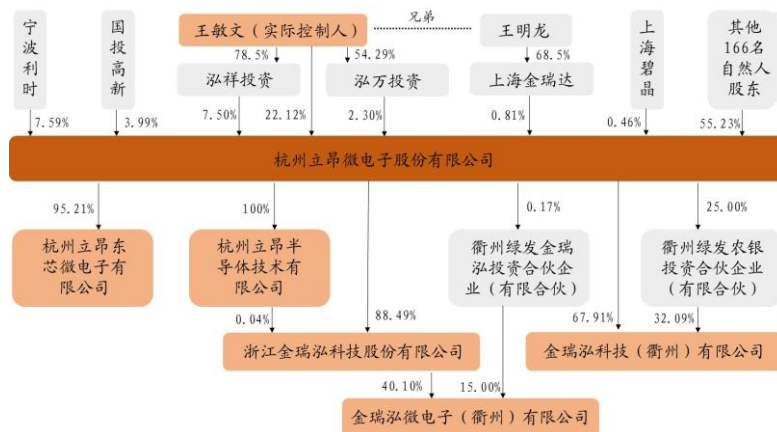 宁
波
利
时
国
投
高
新
王敏文（实际控制人）
兄弟
王明龙
上
海
碧
晶
其他
166名
自然人
股东
78.5%
54.29%
68.5%
泓祥投资
泓万投资
上海金瑞达
7.59%
3.99%
7.50%
22.12%
2.30%
0.81%
0.46%
55.23%
杭州立昂微电子股份有限公司
95.21%
100%
0.17%
25.00%
杭州立昂东
芯微电子有
限公司
杭州立昂半
导体技术有
限公司
衢州绿发金瑞
泓投资合伙企
业（有限合伙）
衢州绿发农银
投资合伙企业
（有限合伙）
0.04%
88.49%
67.91%
32.09%
浙江金瑞泓科技股份有限公司
金瑞泓科技（衢州）有限公司
40.10%
15.00%
金瑞泓微电子（衢州）有限公司